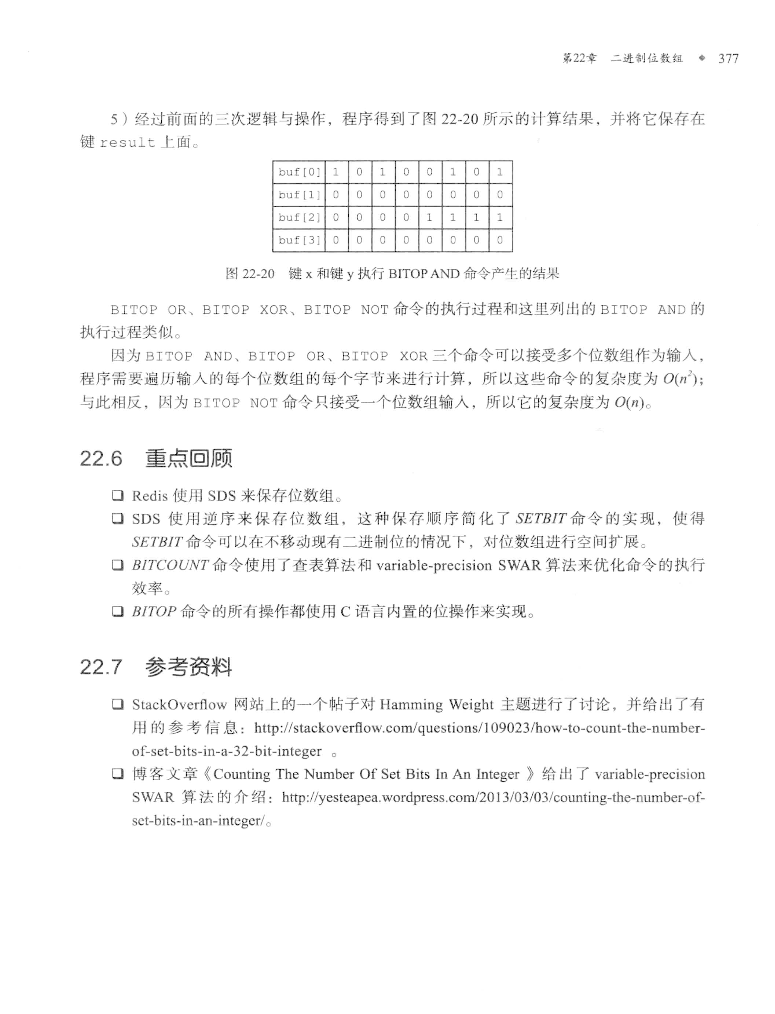 第22章 二进制位数组 377
5）经过前面的三次逻辑与操作，程序得到了图 22-20 所示的计算结果，并将它保存在
键 result 上面。
buf[0] 1 0 1 0 0 1 0 1
buf[1] 0 0 0 0 0 0 0 0
buf[2] 0 0 0 0 1 1 1 1
buf[3] 0 0 0 0 0 0 0 0
图 22-20 键 x 和键 y 执行 BITOP AND 命令产生的结果
BITOP OR、BITOP XOR、BITOP NOT 命令的执行过程和这里列出的 BITOP AND 的
执行过程类似。
因为 BITOP AND、BITOP OR、BITOP XOR 三个命令可以接受多个位数组作为输入，
程序需要遍历输入的每个位数组的每个字节来进行计算，所以这些命令的复杂度为 O(n²)；
与此相反，因为 BITOP NOT 命令只接受一个位数组输入，所以它的复杂度为 O(n)。
22.6 重点回顾
❏ Redis 使用 SDS 来保存位数组。
❏ SDS 使用逆序来保存位数组，这种保存顺序简化了 SETBIT 命令的实现，使得
SETBIT 命令可以在不移动现有二进制位的情况下，对位数组进行空间扩展。
❏ BITCOUNT 命令使用了查表算法和 variable-precision SWAR 算法来优化命令的执行
效率。
❏ BITOP 命令的所有操作都使用 C 语言内置的位操作来实现。
22.7 参考资料
❏ StackOverflow 网站上的一个帖子对 Hamming Weight 主题进行了讨论，并给出了有
用的参考信息：http://stackoverflow.com/questions/109023/how-to-count-the-number-
of-set-bits-in-a-32-bit-integer 。
❏ 博客文章《Counting The Number Of Set Bits In An Integer 》给出了 variable-precision
SWAR 算法的介绍：http://yesteapea.wordpress.com/2013/03/03/counting-the-number-of-
set-bits-in-an-integer/。